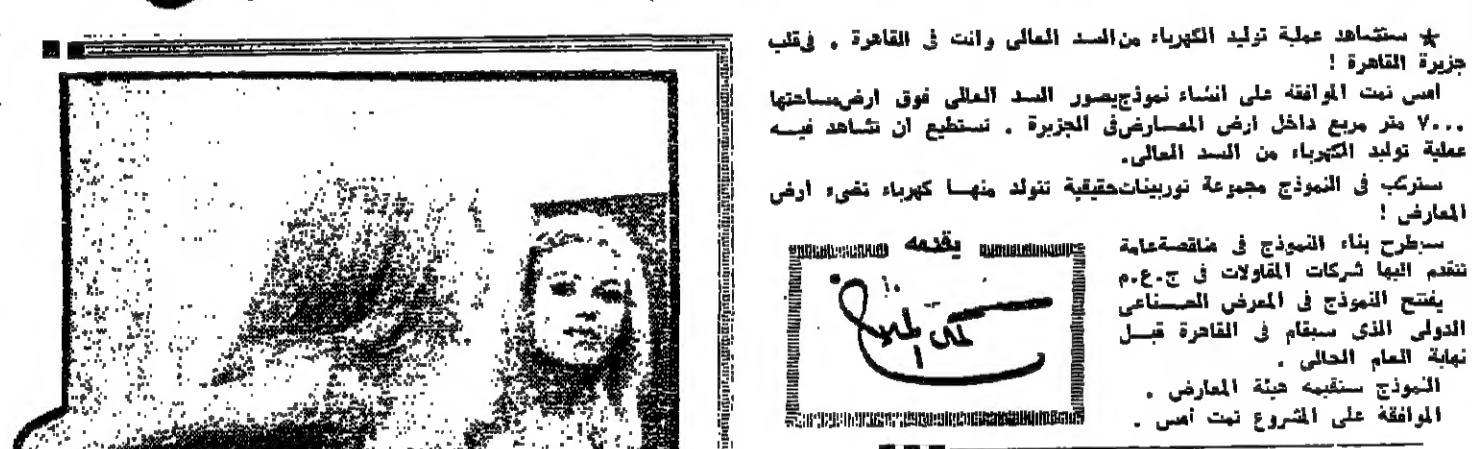 ★ ستشاهد عملية توليد الكهرباء من السد العالى وانت فى القاهرة ، فى قلب
جزيرة القاهرة !
امس تمت الموافقه على انشاء نموذج يصور السد العالى فوق ارض مساحتها
٧٠٠٠ متر مربع داخل ارض المعارض فى الجزيرة . تستطيع ان تشاهد فيه
عملية توليد الكهرباء من السد العالى.
ستركب فى النموذج مجموعة توربينات حقيقية تتولد منها كهرباء تضىء ارض
المعارض !
سيطرح بناء النموذج فى مناقصة عامة
تتقدم اليها شركات المقاولات فى ج.ع.م
يفتتح النموذج فى المعرض الصناعى
الدولى الذى سيقام فى القاهرة قبل
نهاية العام الحالى .
النموذج ستقيمه هيئة المعارض .
الموافقة على المشروع تمت امس .
يقدمه